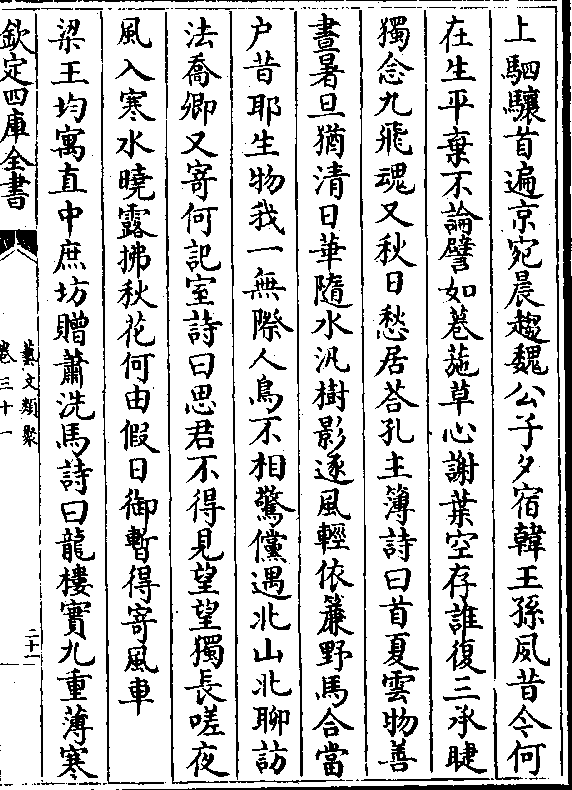 上駟驤首遍京宛晨趨魏公子夕宿韓王孫夙昔今何
在生平棄不論譬如菤葹草心謝葉空存誰復三承睫
獨念九飛魂又秋日愁居荅孔主簿詩曰首夏雲物善
晝暑旦猶清日華隨水汎樹影逐風輕依簾野馬合當
户昔耶生物我一無際人鳥不相驚儻遇北山北聊訪
法喬卿又寄何記室詩曰思君不得見望望獨長嗟夜
風入寒水曉露拂秋花何由假日御暫得寄風車
梁王均寓直中庶坊贈蕭洗馬詩曰龍樓實九重薄寒
欽定四庫全書
藝文類聚
卷三十一
二十一